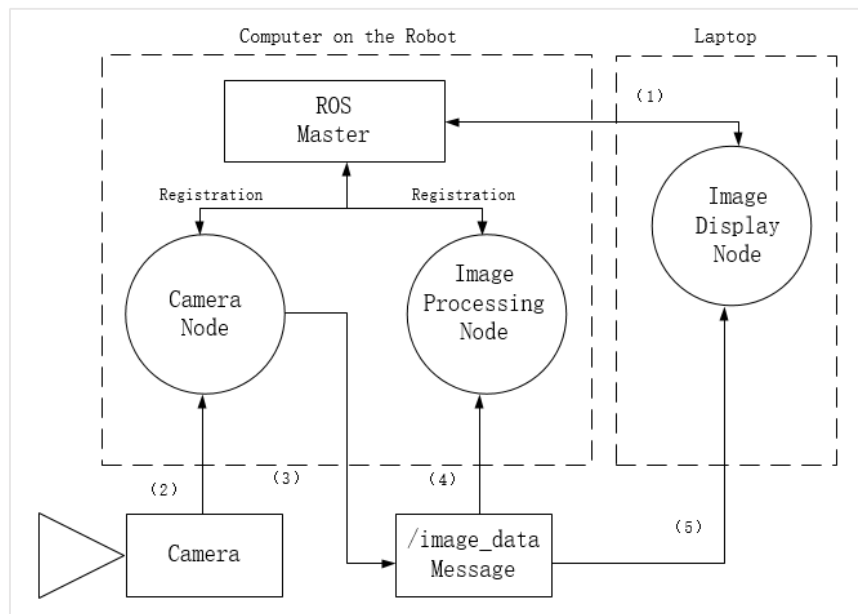 Computer on the Robot
Laptop
ROS
Master
(1)
Registration
Registration
Image
Display
Node
Camera
Node
Image
Processing
Node
(2)
(3)
(4)
(5)
Camera
/image_data
Message